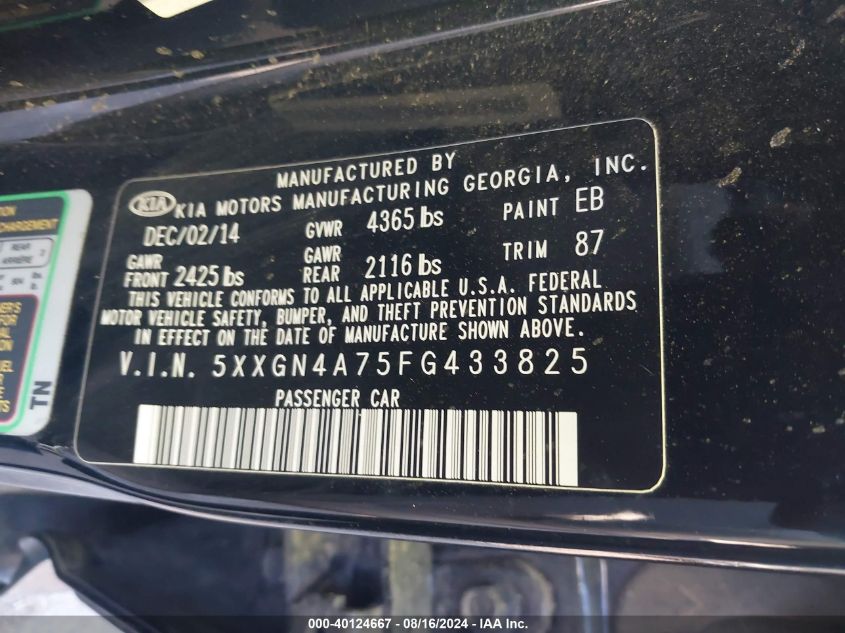 MANUFACTURED BY
KIA KIA MOTORS MANUFACTURING GEORGIA, INC.
DEC/02/14 GVWR 4365 lbs PAINT EB
GAWR FRONT 2425 lbs GAWR REAR 2116 lbs TRIM 87
THIS VEHICLE CONFORMS TO ALL APPLICABLE U.S.A. FEDERAL
MOTOR VEHICLE SAFETY, BUMPER, AND THEFT PREVENTION STANDARDS
IN EFFECT ON THE DATE OF MANUFACTURE SHOWN ABOVE.
V.I.N. 5XXGN4A75FG433825
PASSENGER CAR
REAR
ARRIÈRE
TN
000-40124667 - 08/16/2024 - IAA Inc.